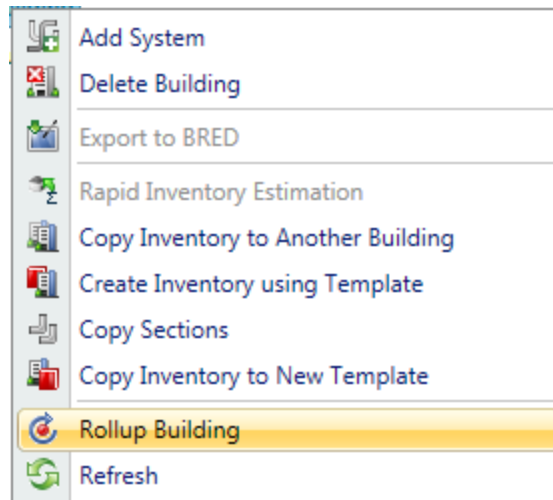 Add System
Delete Building
Export to BRED
Rapid Inventory Estimation
Copy Inventory to Another Building
Create Inventory using Template
Copy Sections
Copy Inventory to New Template
Rollup Building
Refresh